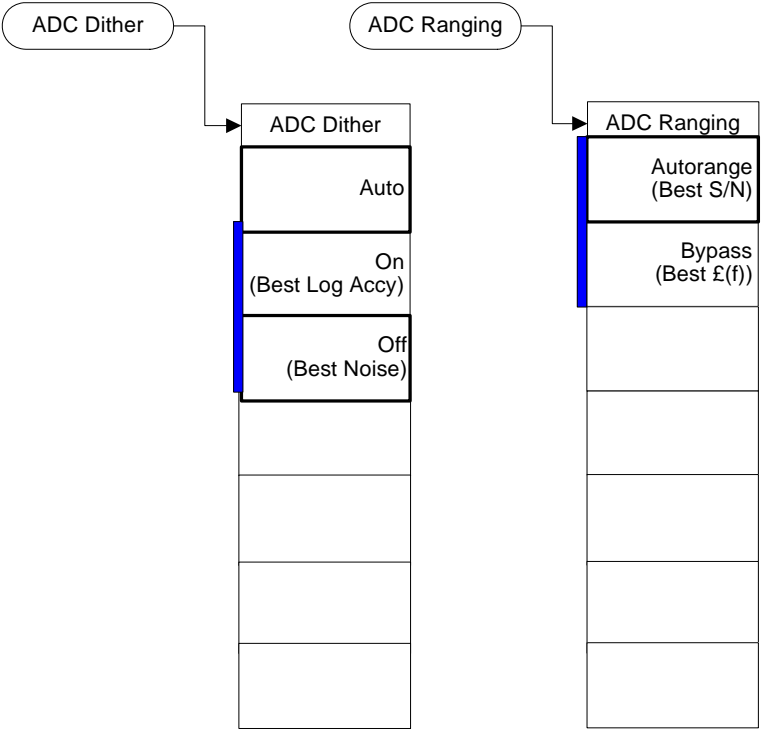 ADC Dither
ADC Ranging
ADC Dither
Auto
On
(Best Log Accy)
Off
(Best Noise)
ADC Ranging
Autorange
(Best S/N)
Bypass
(Best £(f))